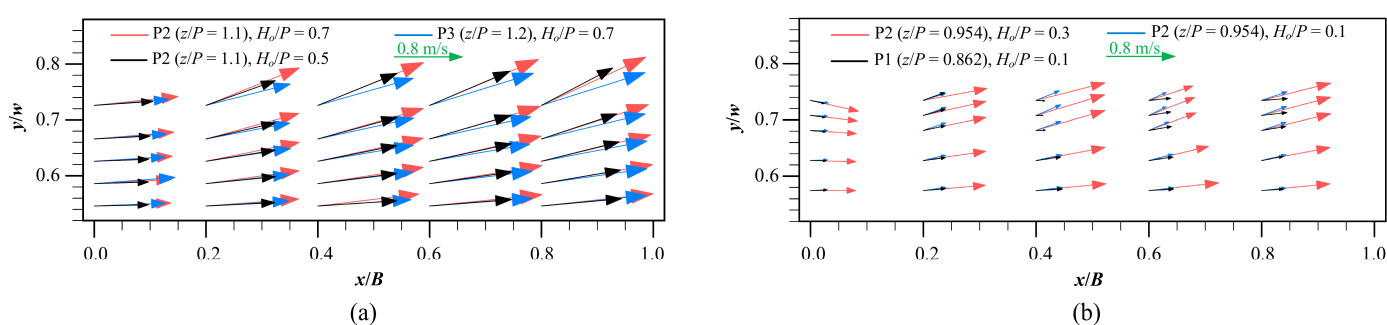 P2 (z/P = 1.1), Hₒ/P = 0.7
P3 (z/P = 1.2), Hₒ/P = 0.7
P2 (z/P = 1.1), Hₒ/P = 0.5
0.8 m/s
0.8
0.7
0.6
y/w
0.0 0.2 0.4 0.6 0.8 1.0
x/B
(a)
P2 (z/P = 0.954), Hₒ/P = 0.3
P2 (z/P = 0.954), Hₒ/P = 0.1
P1 (z/P = 0.862), Hₒ/P = 0.1
0.8 m/s
0.8
0.7
0.6
y/w
0.0 0.2 0.4 0.6 0.8 1.0
x/B
(b)